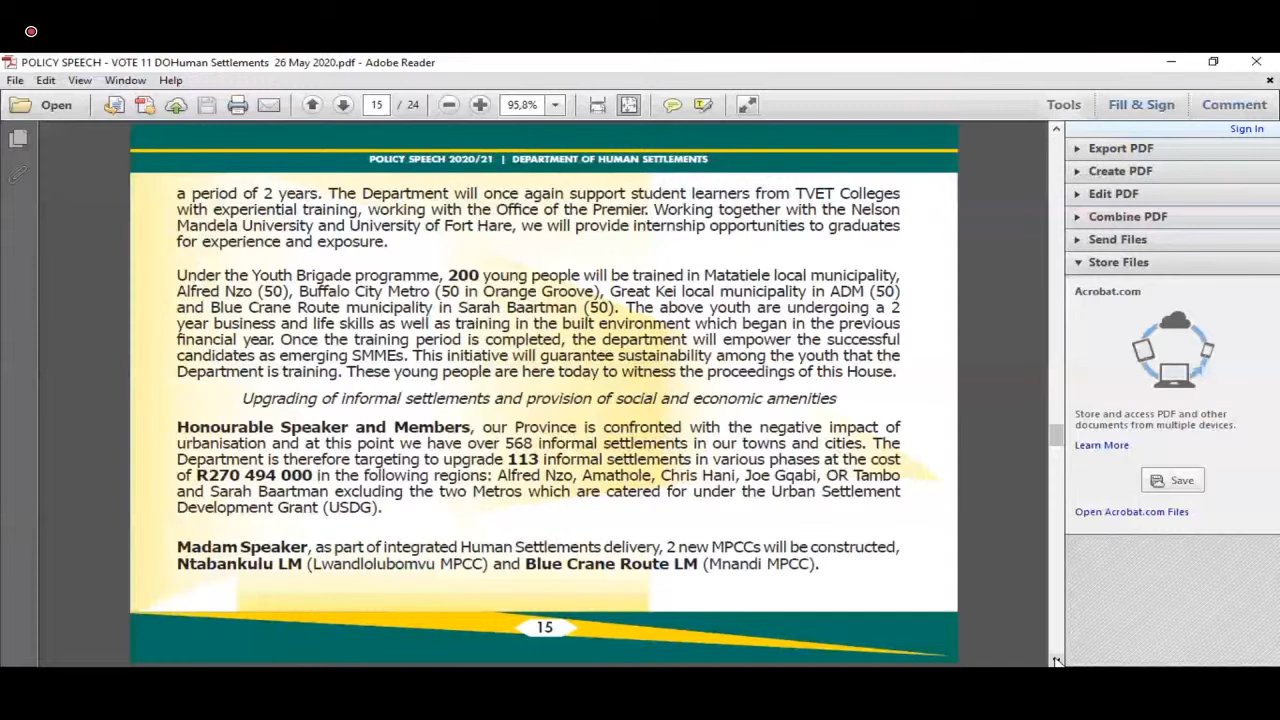 POLICY SPEECH - VOTE 11 DOHuman Settlements 26 May 2020.pdf - Adobe Reader
File Edit View Window Help
Open 15 / 24 95,8% Tools Fill & Sign Comment
Sign In
Export PDF
Create PDF
Edit PDF
Combine PDF
Send Files
Store Files
Acrobat.com
Store and access PDF and other
documents from multiple devices.
Learn More
Save
Open Acrobat.com Files
POLICY SPEECH 2020/21 | DEPARTMENT OF HUMAN SETTLEMENTS
a period of 2 years. The Department will once again support student learners from TVET Colleges
with experiential training, working with the Office of the Premier. Working together with the Nelson
Mandela University and University of Fort Hare, we will provide internship opportunities to graduates
for experience and exposure.
Under the Youth Brigade programme, 200 young people will be trained in Matatiele local municipality,
Alfred Nzo (50), Buffalo City Metro (50 in Orange Groove), Great Kei local municipality in ADM (50)
and Blue Crane Route municipality in Sarah Baartman (50). The above youth are undergoing a 2
year business and life skills as well as training in the built environment which began in the previous
financial year. Once the training period is completed, the department will empower the successful
candidates as emerging SMMEs. This initiative will guarantee sustainability among the youth that the
Department is training. These young people are here today to witness the proceedings of this House.
Upgrading of informal settlements and provision of social and economic amenities
Honourable Speaker and Members, our Province is confronted with the negative impact of
urbanisation and at this point we have over 568 informal settlements in our towns and cities. The
Department is therefore targeting to upgrade 113 informal settlements in various phases at the cost
of R270 494 000 in the following regions: Alfred Nzo, Amathole, Chris Hani, Joe Gqabi, OR Tambo
and Sarah Baartman excluding the two Metros which are catered for under the Urban Settlement
Development Grant (USDG).
Madam Speaker, as part of integrated Human Settlements delivery, 2 new MPCCs will be constructed,
Ntabankulu LM (Lwandlolubomvu MPCC) and Blue Crane Route LM (Mnandi MPCC).
15